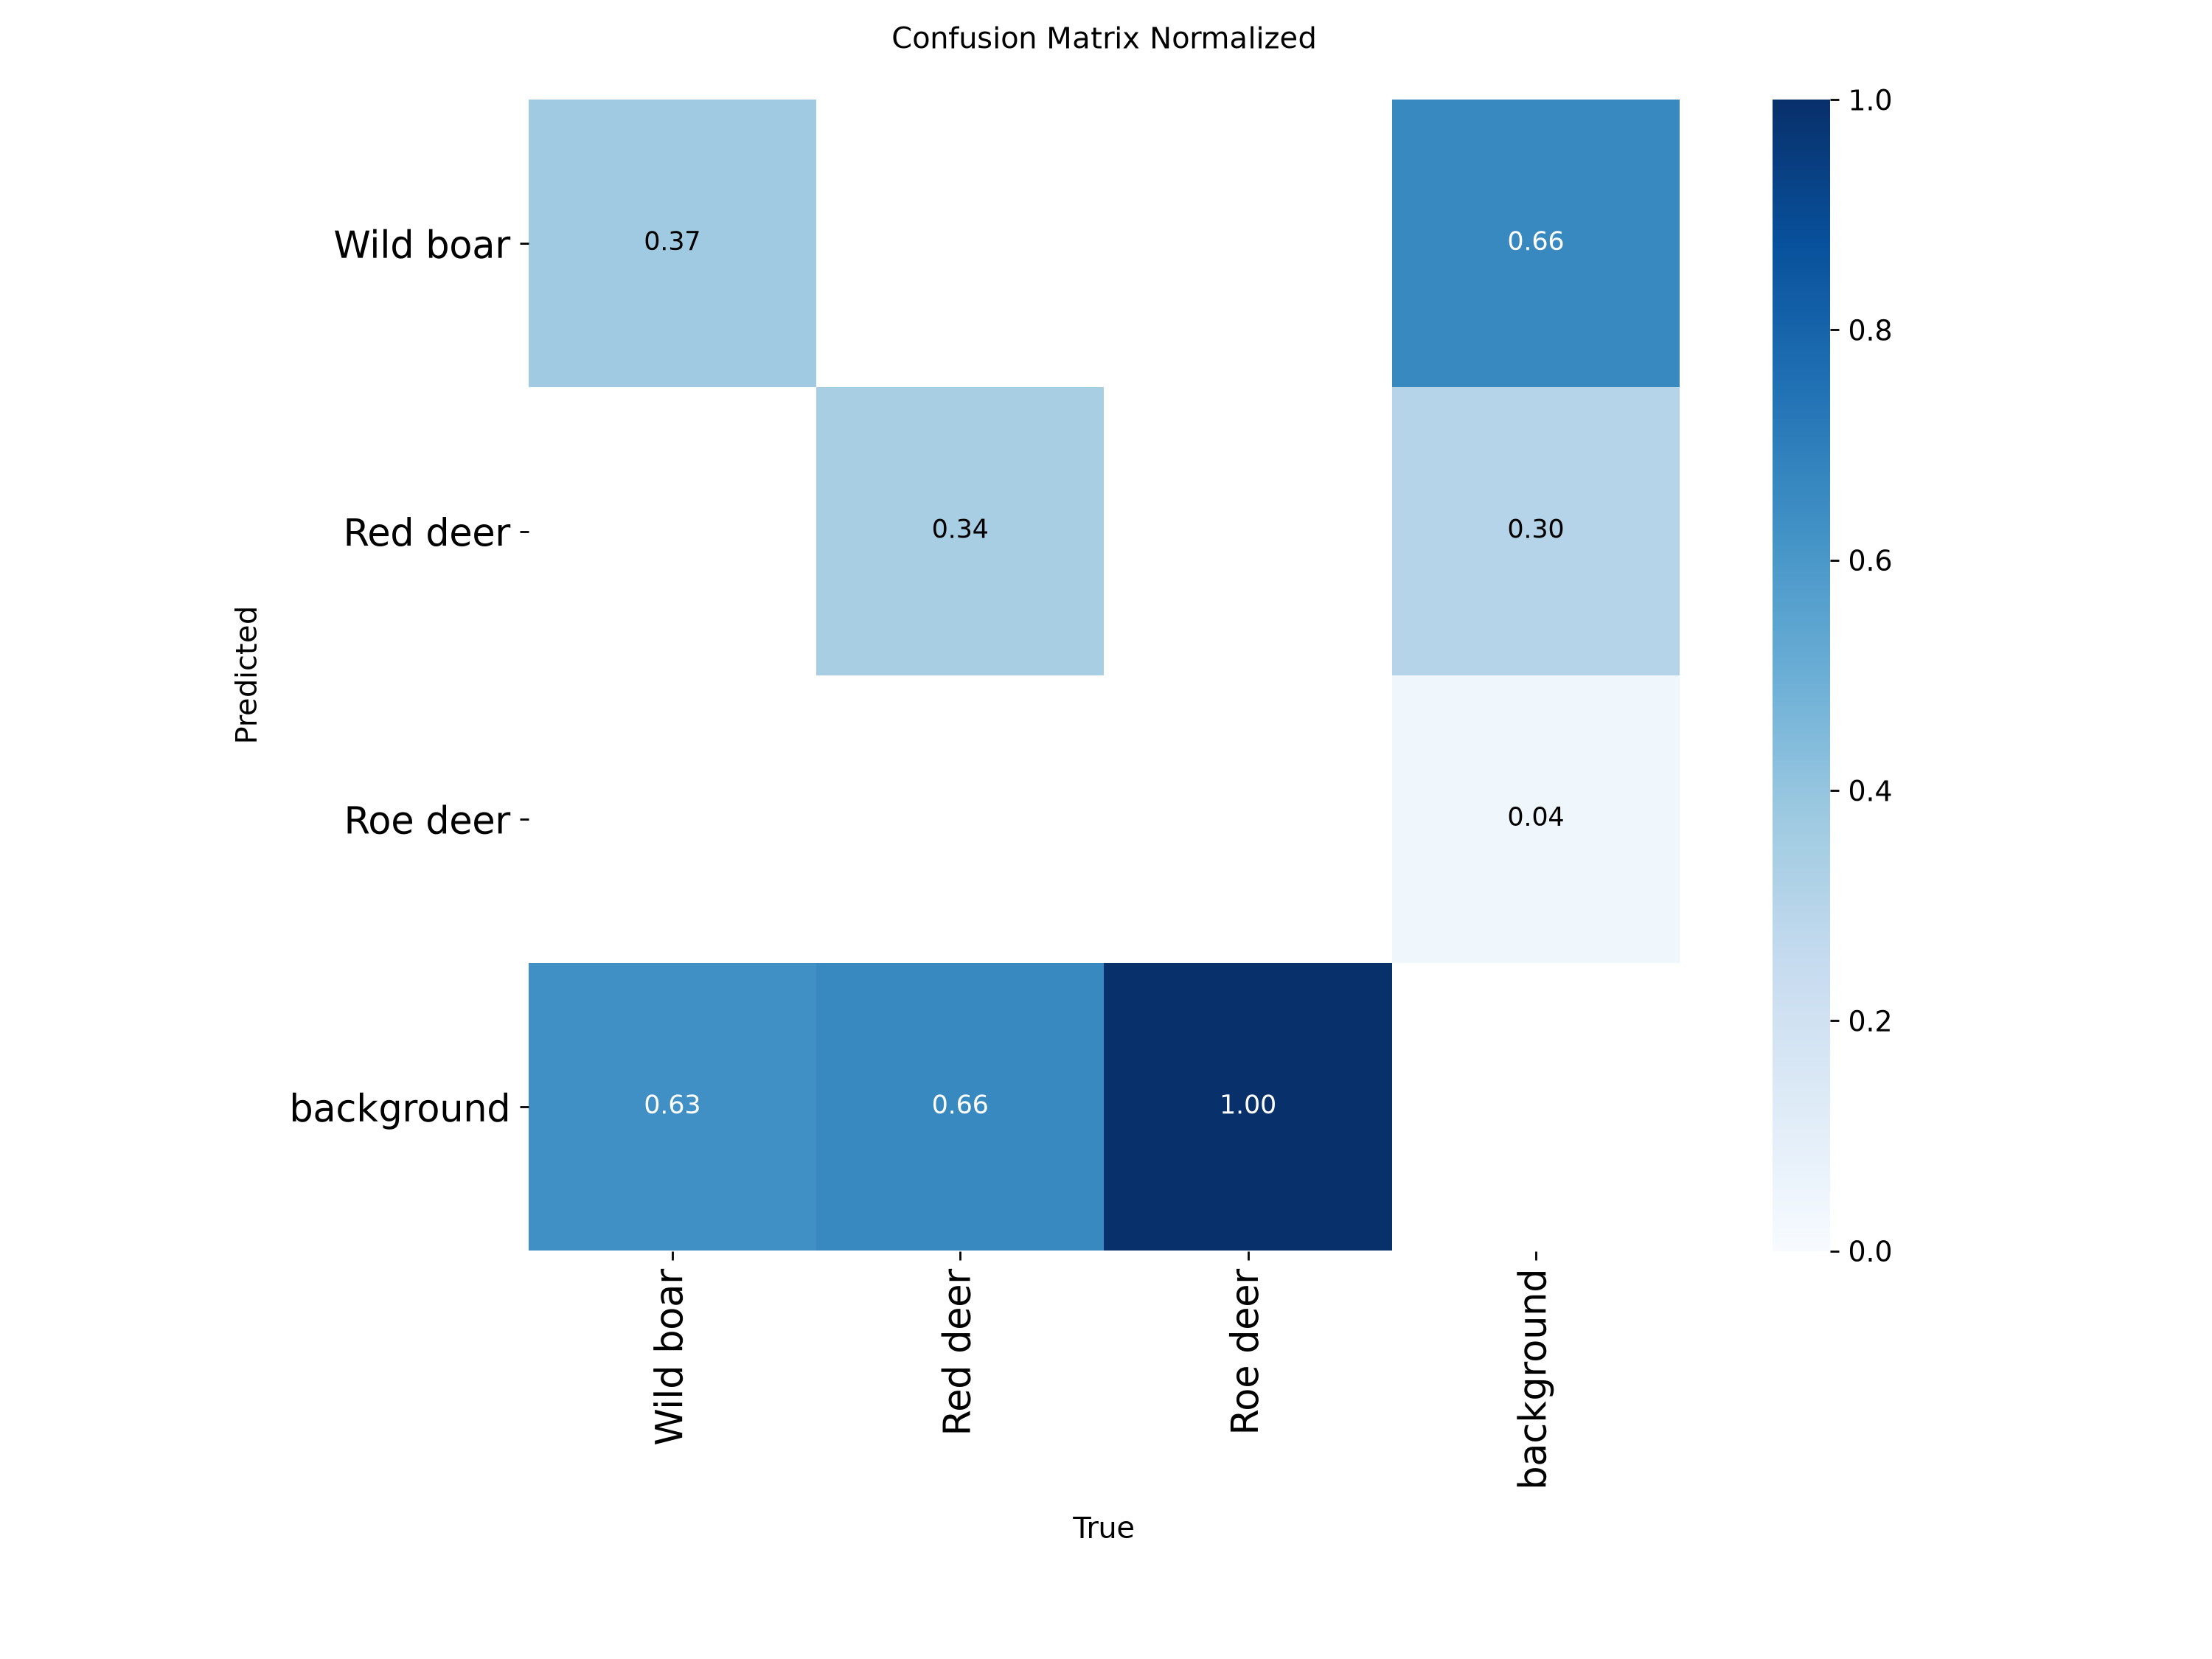 Confusion Matrix Normalized
Wild boar
Red deer
Roe deer
background
Predicted
0.37
0.66
0.34
0.30
0.04
0.63
0.66
1.00
Wild boar
Red deer
Roe deer
background
True
1.0
0.8
0.6
0.4
0.2
0.0